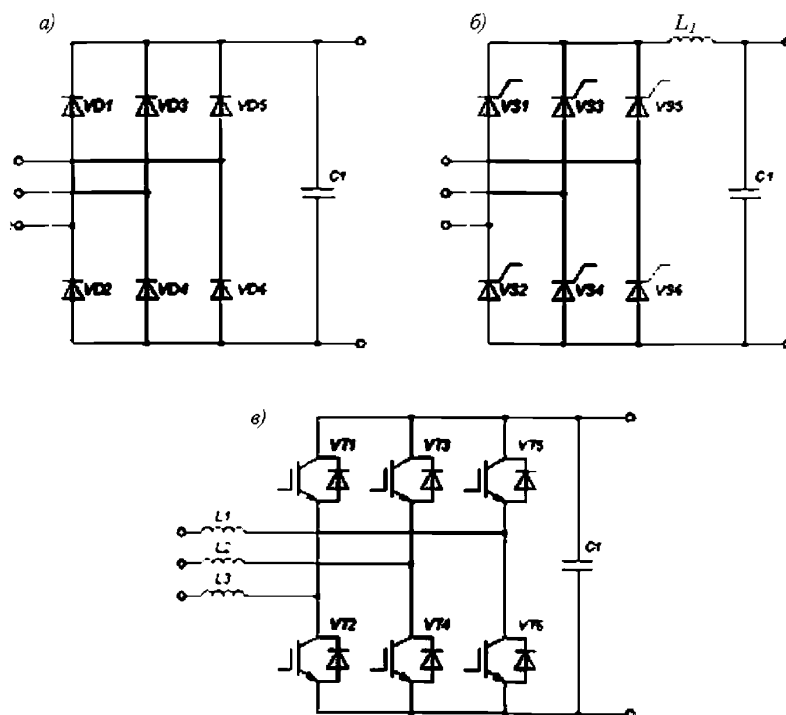 а)
VD1 VD3 VD5
C1
VD2 VD4 VD6
б)
L1
VS1 VS3 VS5
C1
VS2 VS4 VS6
в)
VT1 VT3 VT5
L1
L2
C1
L3
VT2 VT4 VT6